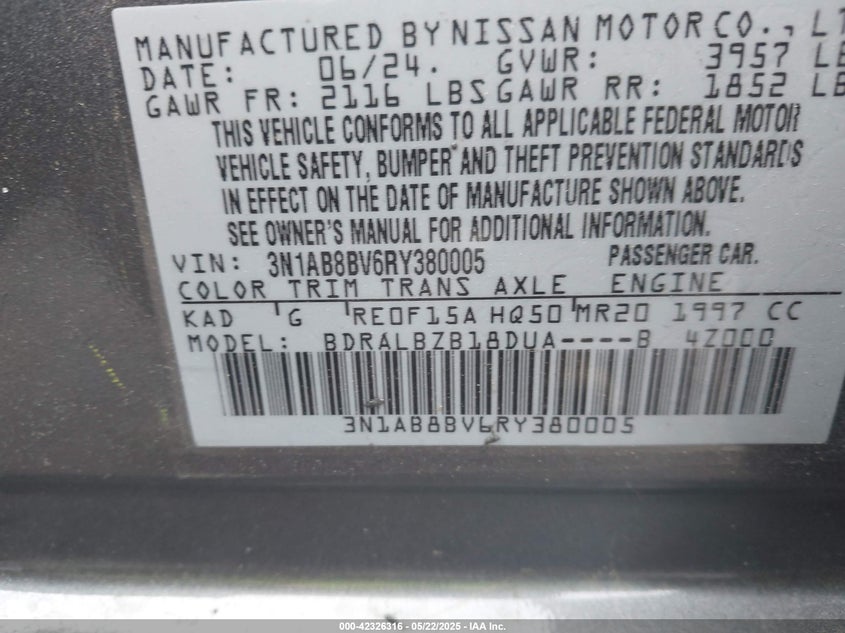 MANUFACTURED BY NISSAN MOTOR CO., LT
DATE: 06/24. GVWR: 3957 LB
GAWR FR: 2116 LBS GAWR RR: 1852 LB
THIS VEHICLE CONFORMS TO ALL APPLICABLE FEDERAL MOTOR
VEHICLE SAFETY, BUMPER AND THEFT PREVENTION STANDARDS
IN EFFECT ON THE DATE OF MANUFACTURE SHOWN ABOVE.
SEE OWNER'S MANUAL FOR ADDITIONAL INFORMATION.
VIN: 3N1AB8BV6RY380005 PASSENGER CAR.
COLOR TRIM TRANS AXLE ENGINE
KAD G RE0F15A HQ50 MR20 1997 CC
MODEL: BDRALBZB18DUA----B 4Z000
3N1AB8BV6RY380005
000-42326316 - 05/22/2025 - IAA Inc.